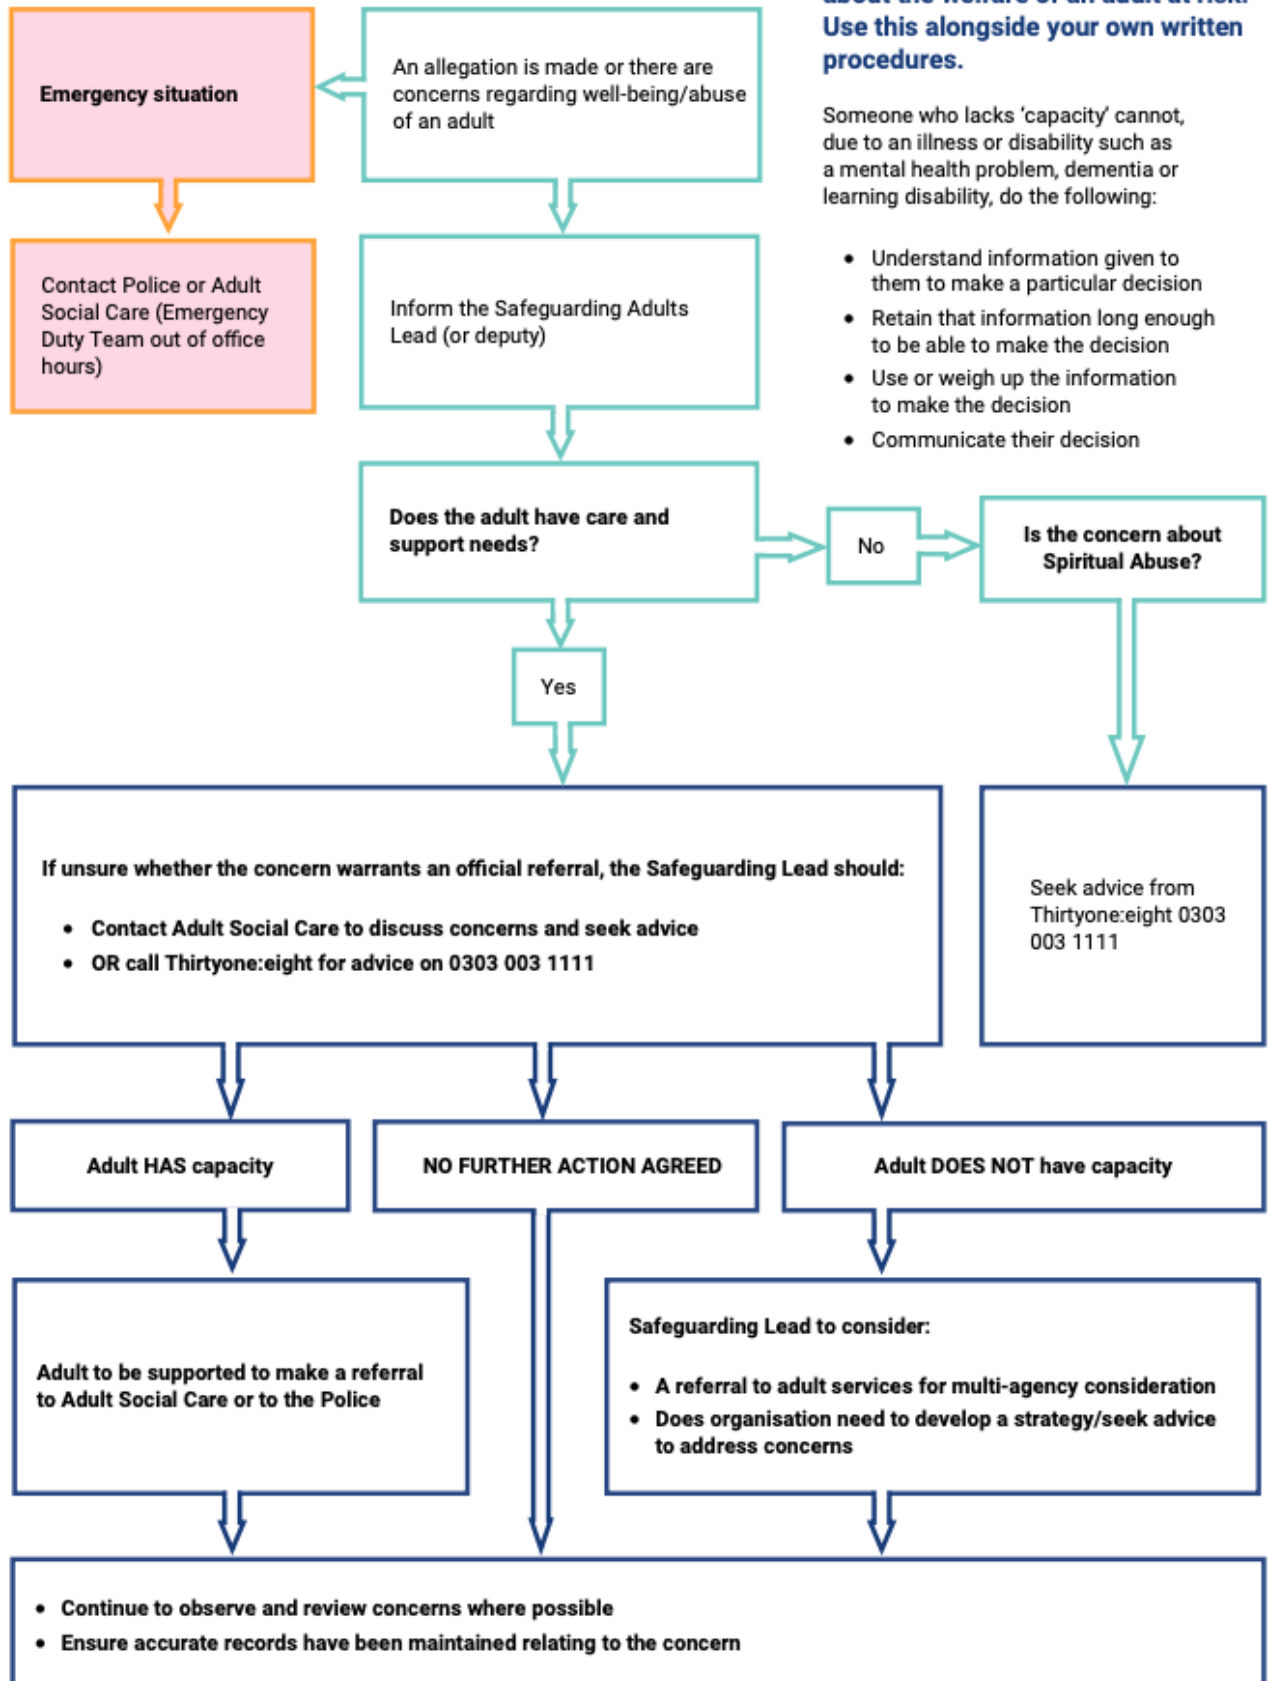 about the welfare of an adult at risk.
Use this alongside your own written
procedures.
Emergency situation
An allegation is made or there are
concerns regarding well-being/abuse
of an adult
Someone who lacks ‘capacity’ cannot,
due to an illness or disability such as
a mental health problem, dementia or
learning disability, do the following:
• Understand information given to
them to make a particular decision
• Retain that information long enough
to be able to make the decision
• Use or weigh up the information
to make the decision
• Communicate their decision
Contact Police or Adult
Social Care (Emergency
Duty Team out of office
hours)
Inform the Safeguarding Adults
Lead (or deputy)
Does the adult have care and
support needs?
No
Is the concern about
Spiritual Abuse?
Yes
If unsure whether the concern warrants an official referral, the Safeguarding Lead should:
• Contact Adult Social Care to discuss concerns and seek advice
• OR call Thirtyone:eight for advice on 0303 003 1111
Seek advice from
Thirtyone:eight 0303
003 1111
Adult HAS capacity
NO FURTHER ACTION AGREED
Adult DOES NOT have capacity
Adult to be supported to make a referral
to Adult Social Care or to the Police
Safeguarding Lead to consider:
• A referral to adult services for multi-agency consideration
• Does organisation need to develop a strategy/seek advice
to address concerns
• Continue to observe and review concerns where possible
• Ensure accurate records have been maintained relating to the concern